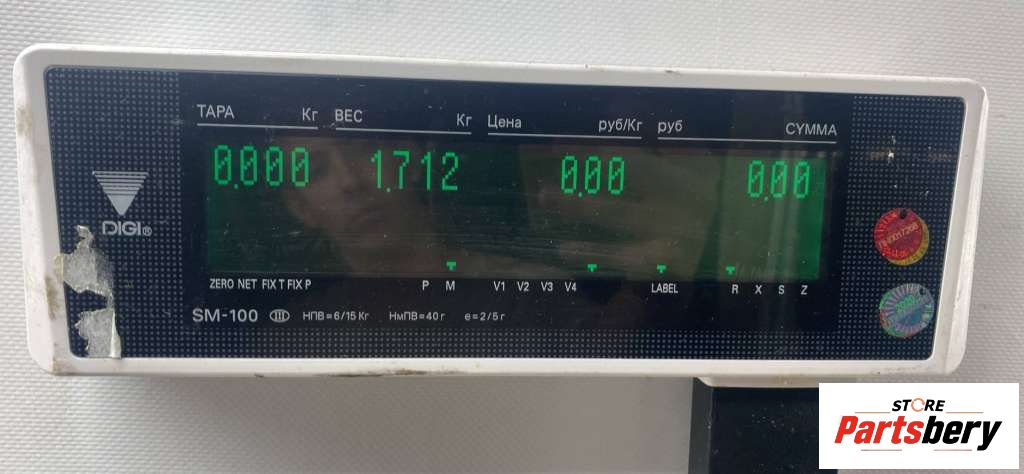 ТАРА Кг ВЕС Кг Цена руб/Кг руб СУММА
0.000 1.712 0.00 0.00
DIGI®
ZERO NET FIX T FIX P P M V1 V2 V3 V4 LABEL R X S Z
SM-100 III НПВ=6/15 Кг НмПВ=40 г e=2/5 г
STORE
Partsbery